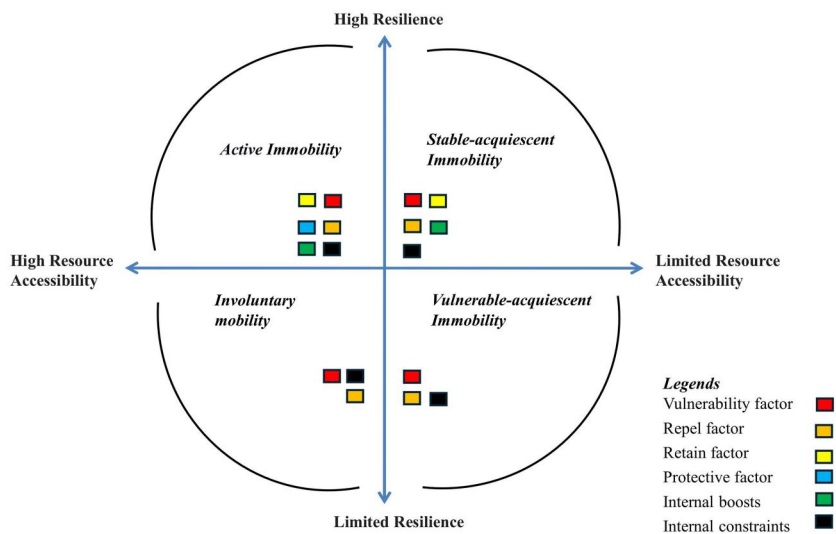 High Resilience
Active Immobility
Stable-acquiescent
Immobility
High Resource
Accessibility
Limited Resource
Accessibility
Involuntary
mobility
Vulnerable-acquiescent
Immobility
Limited Resilience
Legends
Vulnerability factor
Repel factor
Retain factor
Protective factor
Internal boosts
Internal constraints